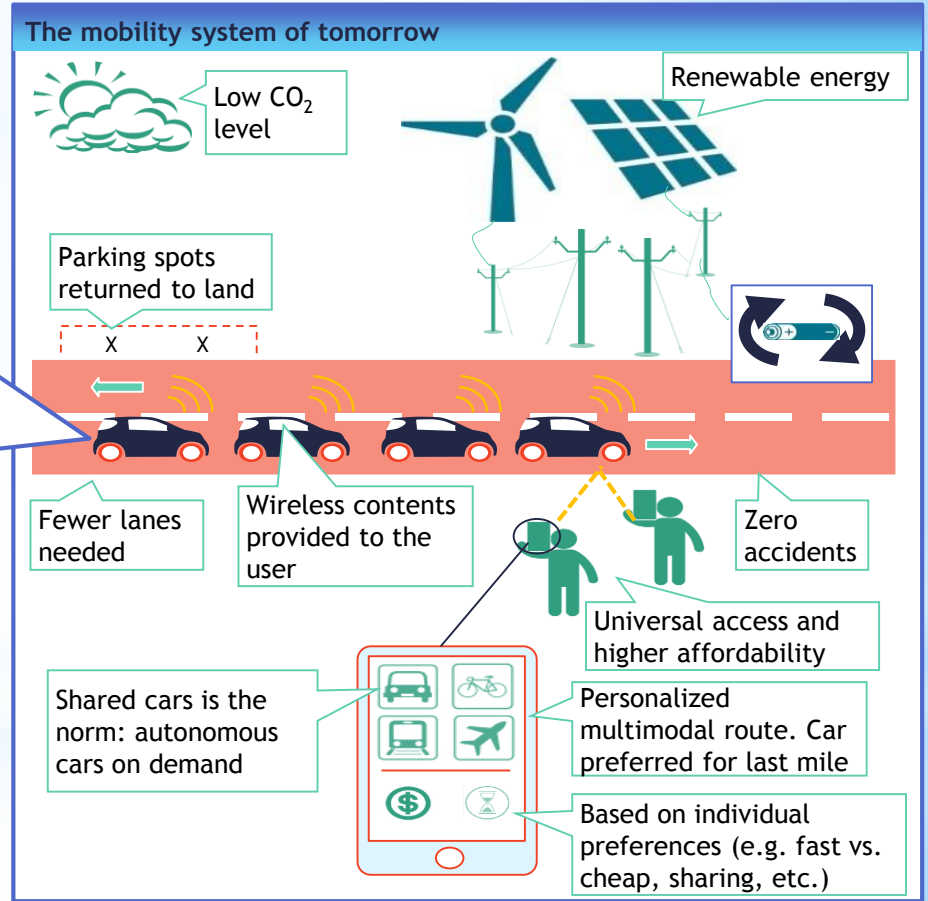 The mobility system of tomorrow
Low CO₂
level
Renewable energy
Parking spots
returned to land
X X
+ −
Fewer lanes
needed
Wireless contents
provided to the
user
Zero
accidents
Universal access and
higher affordability
Shared cars is the
norm: autonomous
cars on demand
Personalized
multimodal route. Car
preferred for last mile
$
Based on individual
preferences (e.g. fast vs.
cheap, sharing, etc.)